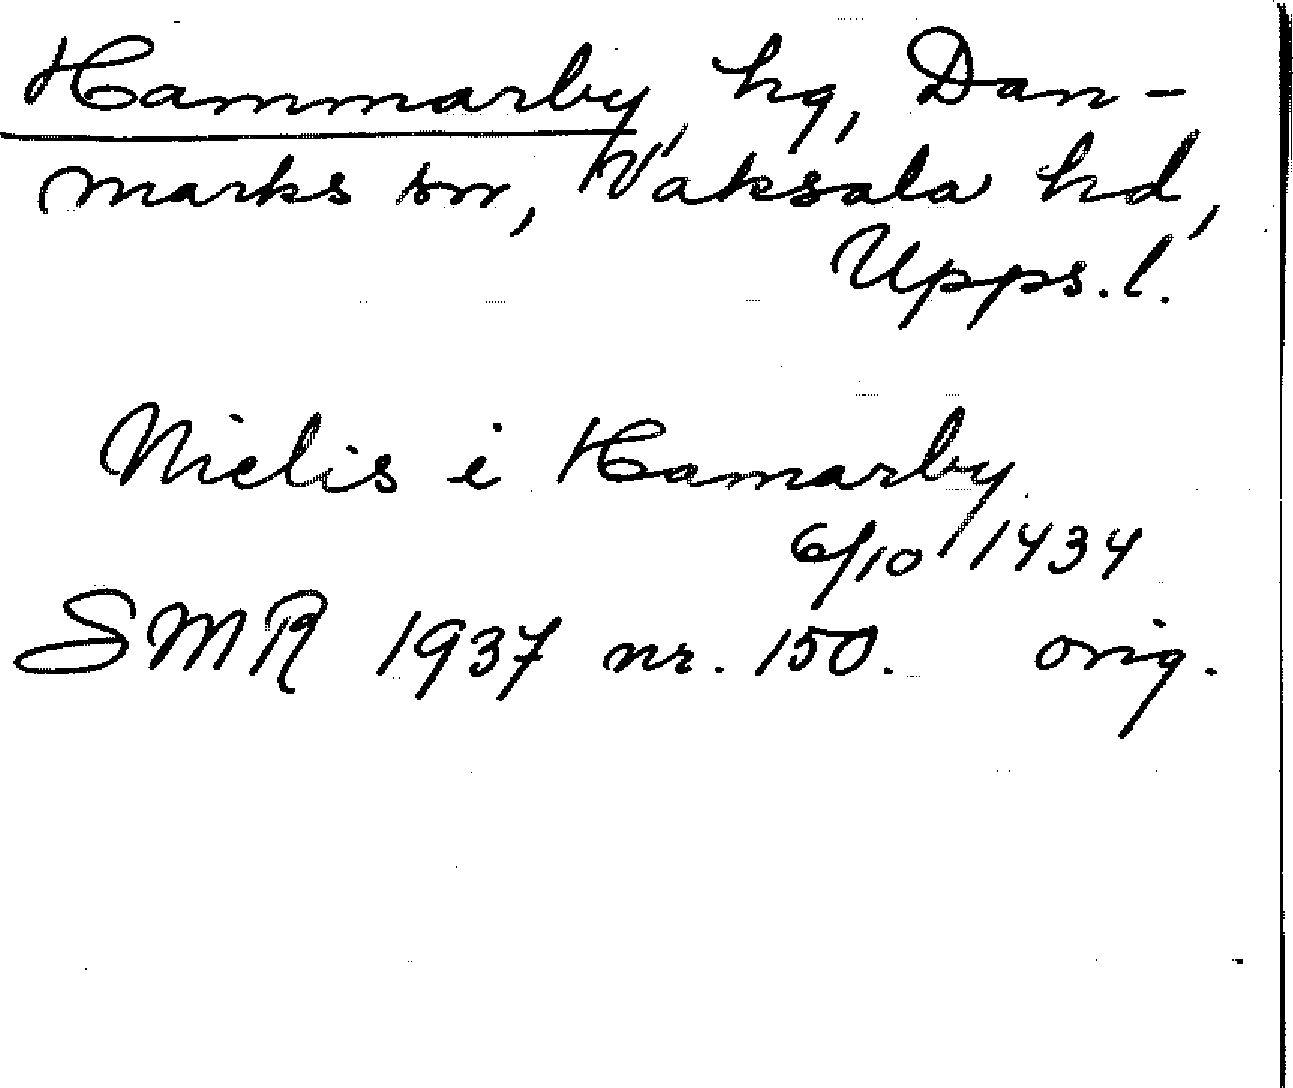 Hammarby, hg, Dan-
marks sn, Vaksala hd,
Upps. l.
Nielis i Hamarby
6/10 1434
SMR 1937 nr. 150. orig.